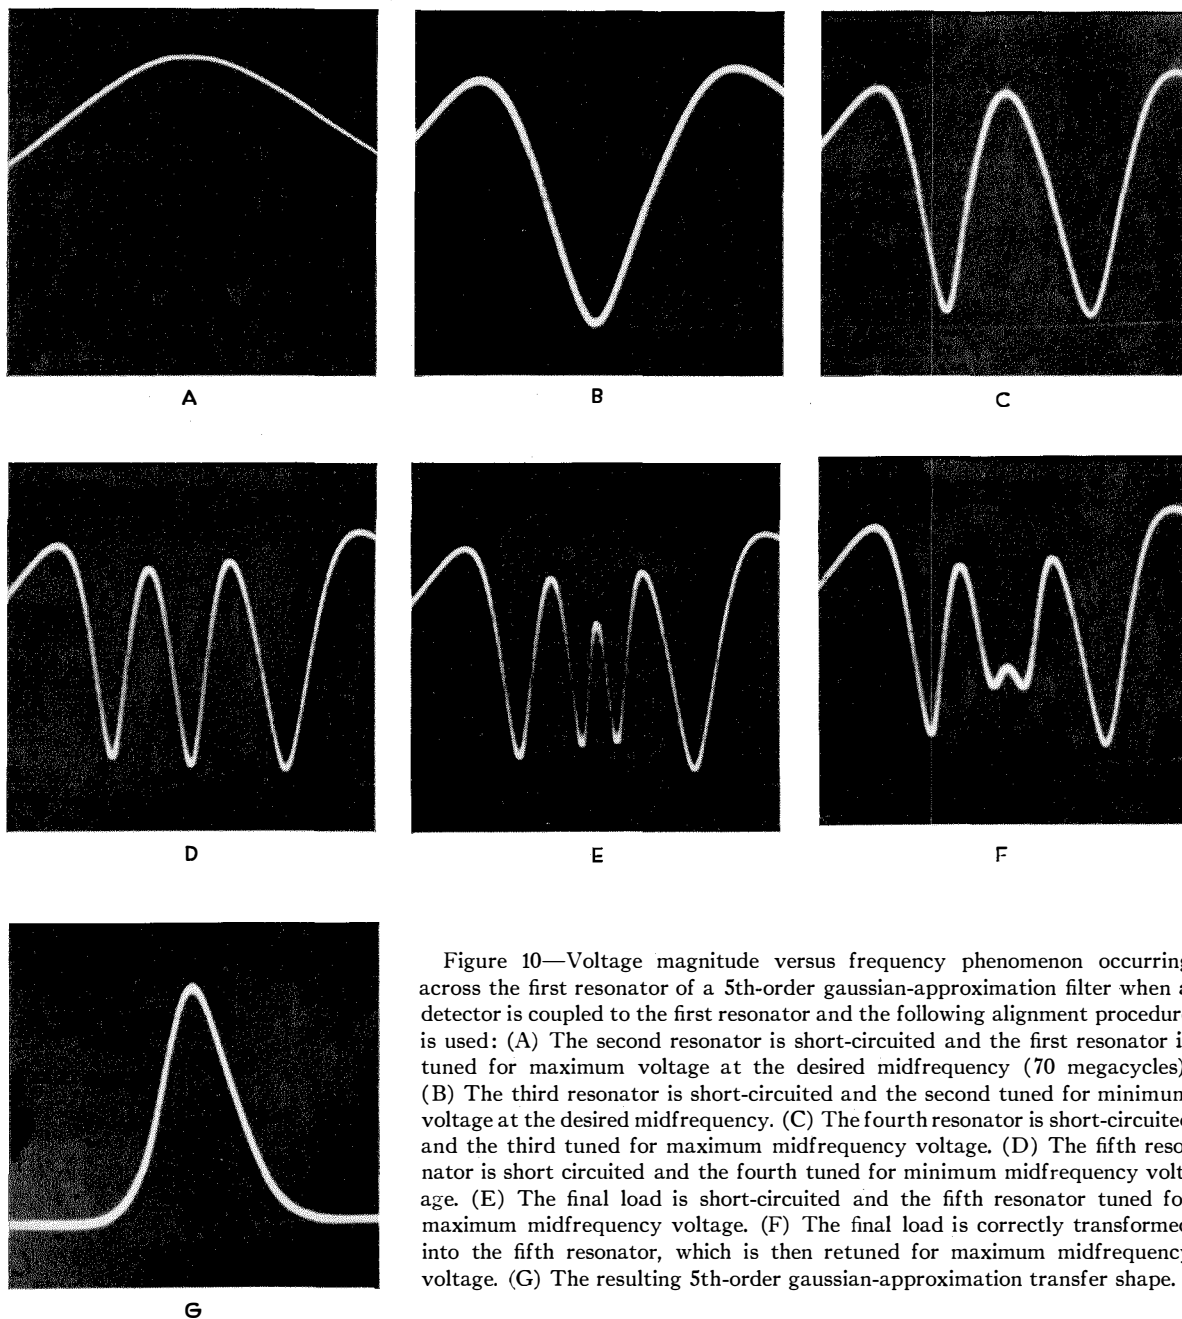 A
B
C
D
E
F
G
Figure 10—Voltage magnitude versus frequency phenomenon occurring
across the first resonator of a 5th-order gaussian-approximation filter when a
detector is coupled to the first resonator and the following alignment procedur
is used: (A) The second resonator is short-circuited and the first resonator i
tuned for maximum voltage at the desired midfrequency (70 megacycles)
(B) The third resonator is short-circuited and the second tuned for minimum
voltage at the desired midfrequency. (C) The fourth resonator is short-circuited
and the third tuned for maximum midfrequency voltage. (D) The fifth reso
nator is short circuited and the fourth tuned for minimum midfrequency volt
age. (E) The final load is short-circuited and the fifth resonator tuned fo
maximum midfrequency voltage. (F) The final load is correctly transformed
into the fifth resonator, which is then retuned for maximum midfrequency
voltage. (G) The resulting 5th-order gaussian-approximation transfer shape.